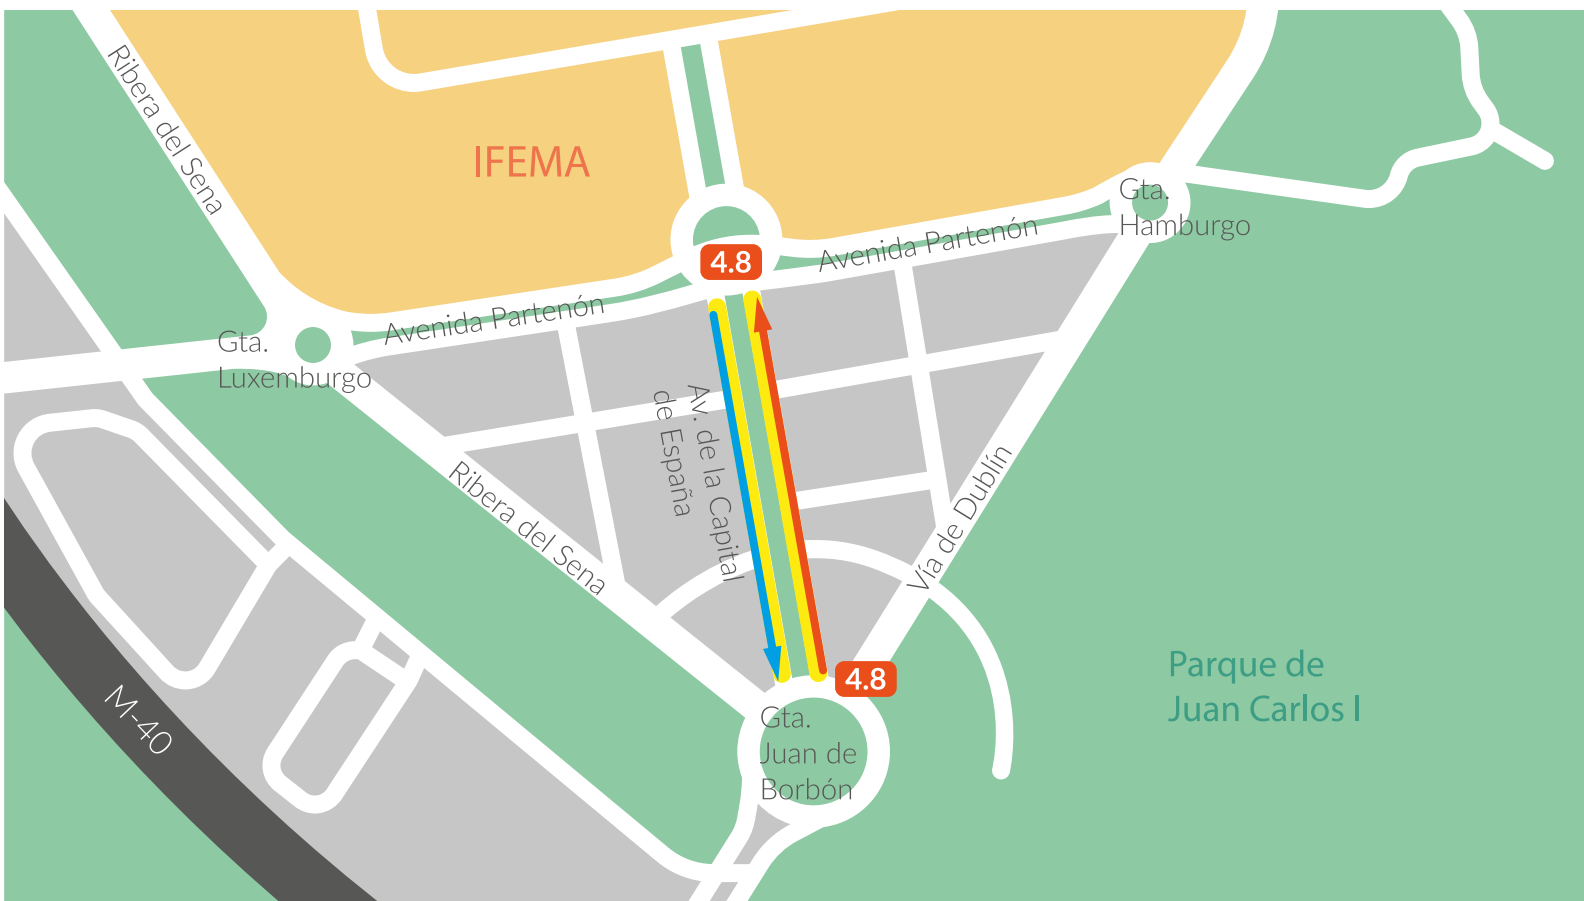 Ribera del Sena
IFEMA
Gta.
Hamburgo
Avenida Partenón
4.8
Avenida Partenón
Gta.
Luxemburgo
Av. de la Capital
de España
Ribera del Sena
Vía de Dublín
4.8
Parque de
Juan Carlos I
M-40
Gta.
Juan de
Borbón